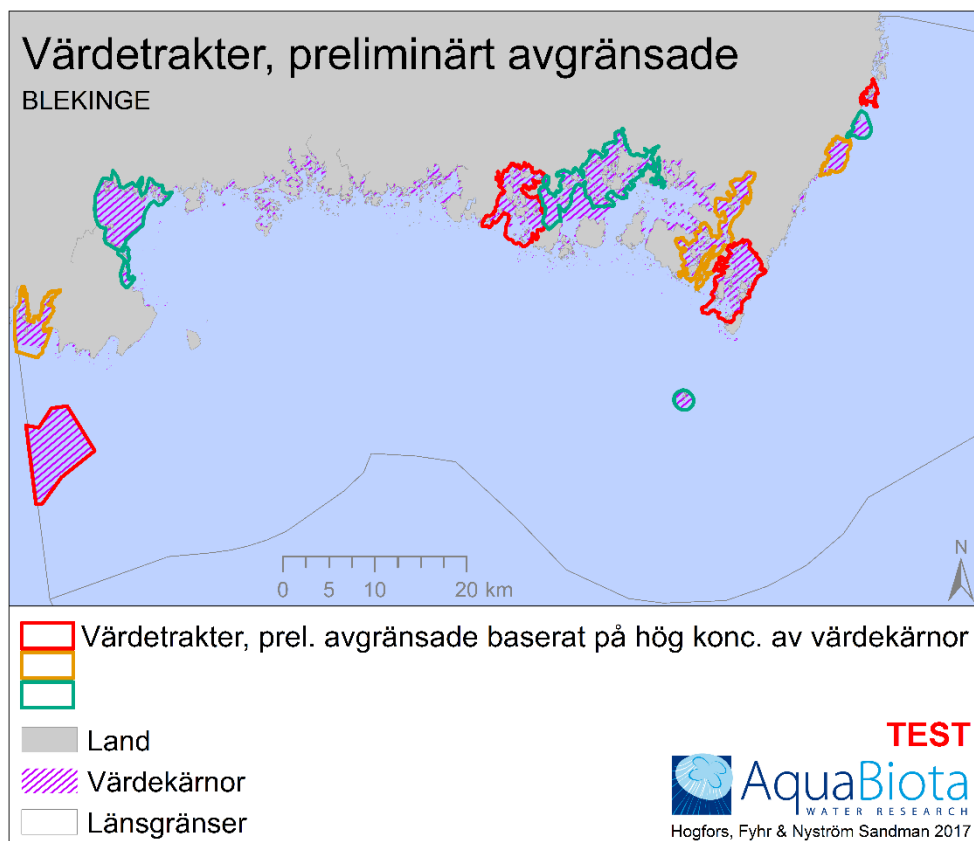 Värdetrakter, preliminärt avgränsade
BLEKINGE
N
0 5 10 20 km
Värdetrakter, prel. avgränsade baserat på hög konc. av värdekärnor
Land
Värdekärnor
Länsgränser
TEST
AquaBiota
WATER RESEARCH
Hogfors, Fyhr & Nyström Sandman 2017